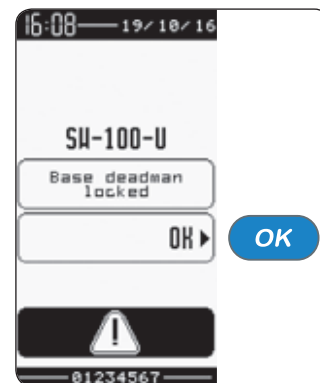 16:08 19/10/16
SW-100-U
Base deadman
locked
OK
OK
01234567